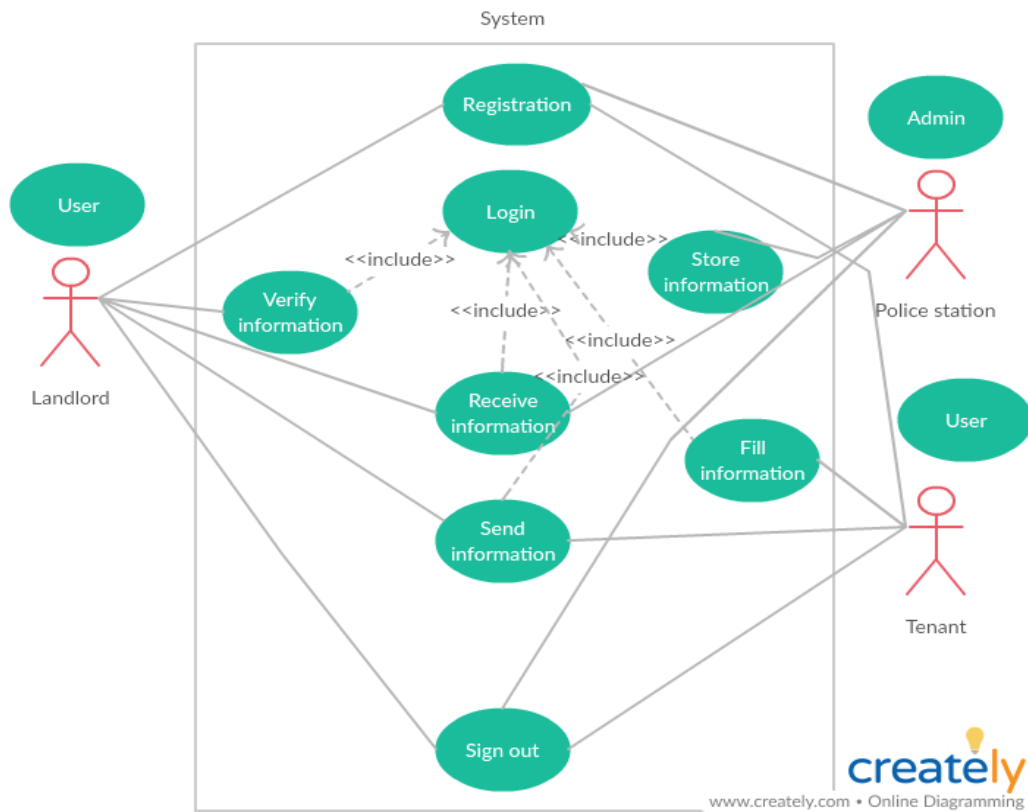 System
Registration
Admin
User
Login
<<include>>
<<include>>
Store
information
Verify
information
<<include>>
Police station
<<include>>
Landlord
<<include>>
Receive
information
User
Fill
information
Send
information
Tenant
Sign out
creately
www.creately.com • Online Diagramming